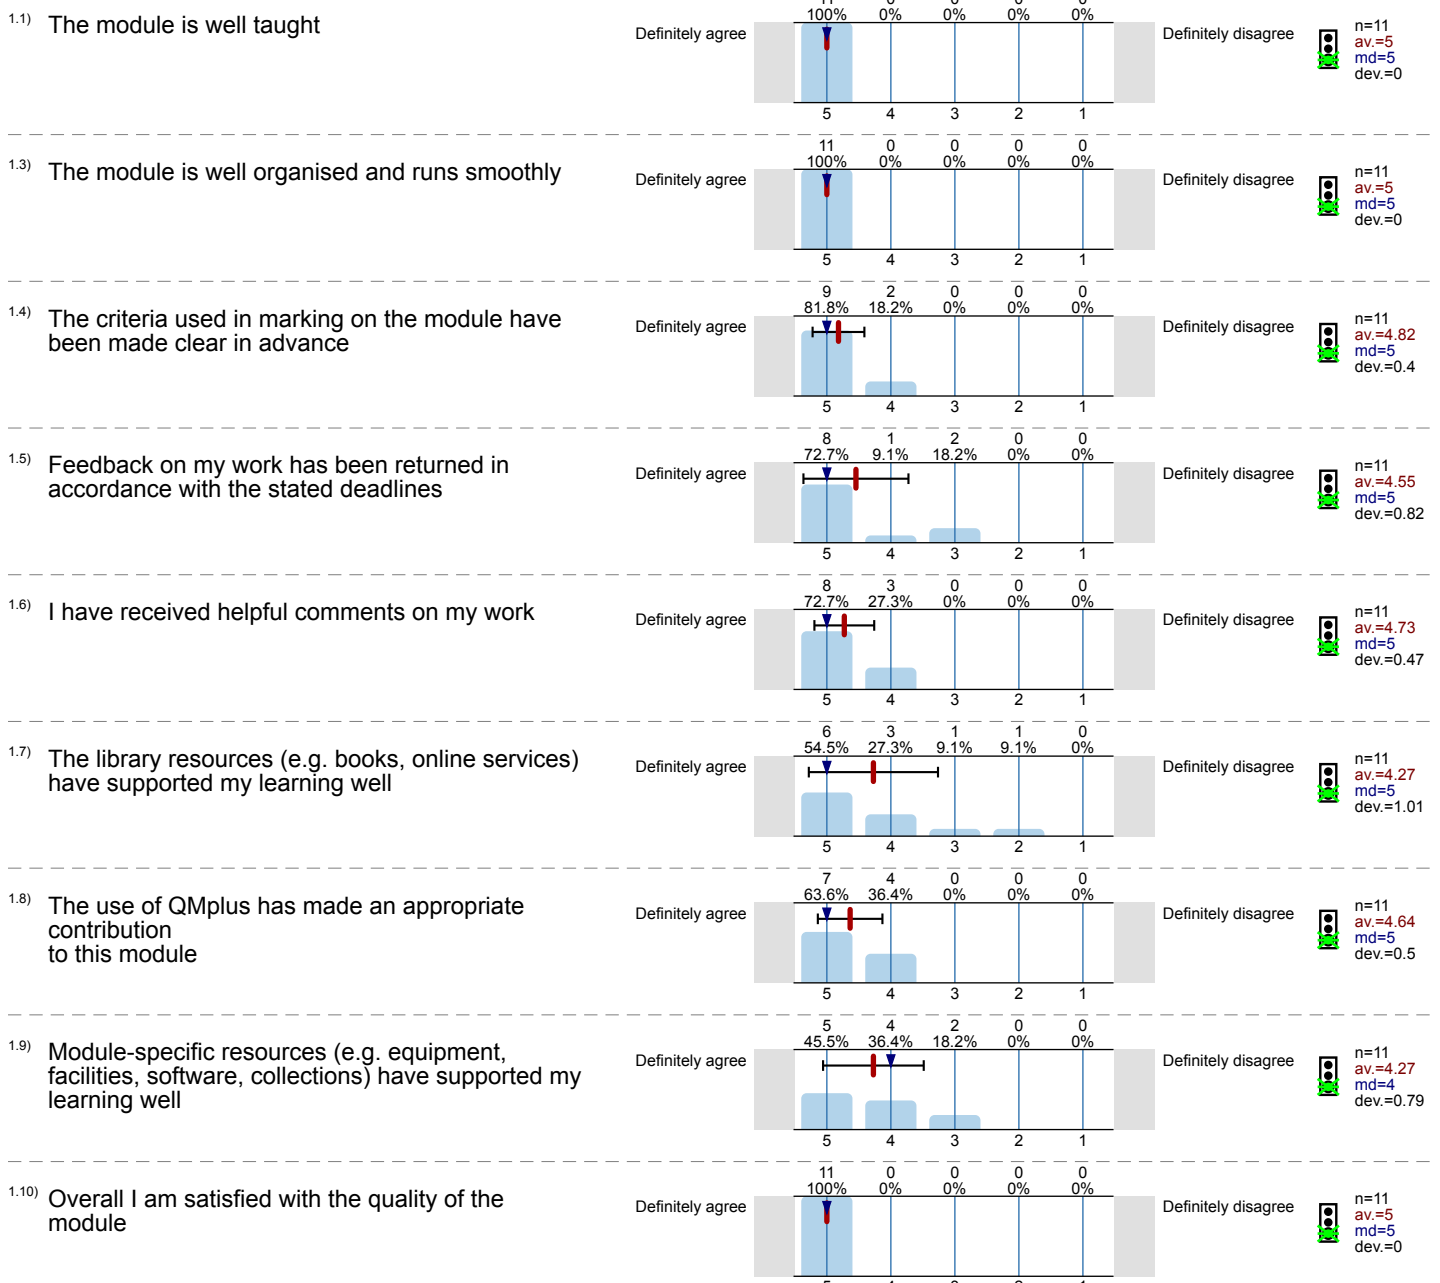 11 0 0 0 0
100% 0% 0% 0% 0%
1.1) The module is well taught
Definitely agree Definitely disagree
n=11
av.=5
md=5
dev.=0
5 4 3 2 1
11 0 0 0 0
100% 0% 0% 0% 0%
1.3) The module is well organised and runs smoothly
Definitely agree Definitely disagree
n=11
av.=5
md=5
dev.=0
5 4 3 2 1
9 2 0 0 0
81.8% 18.2% 0% 0% 0%
1.4) The criteria used in marking on the module have
been made clear in advance
Definitely agree Definitely disagree
n=11
av.=4.82
md=5
dev.=0.4
5 4 3 2 1
8 1 2 0 0
72.7% 9.1% 18.2% 0% 0%
1.5) Feedback on my work has been returned in
accordance with the stated deadlines
Definitely agree Definitely disagree
n=11
av.=4.55
md=5
dev.=0.82
5 4 3 2 1
8 3 0 0 0
72.7% 27.3% 0% 0% 0%
1.6) I have received helpful comments on my work
Definitely agree Definitely disagree
n=11
av.=4.73
md=5
dev.=0.47
5 4 3 2 1
6 3 1 1 0
54.5% 27.3% 9.1% 9.1% 0%
1.7) The library resources (e.g. books, online services)
have supported my learning well
Definitely agree Definitely disagree
n=11
av.=4.27
md=5
dev.=1.01
5 4 3 2 1
7 4 0 0 0
63.6% 36.4% 0% 0% 0%
1.8) The use of QMplus has made an appropriate
contribution
to this module
Definitely agree Definitely disagree
n=11
av.=4.64
md=5
dev.=0.5
5 4 3 2 1
5 4 2 0 0
45.5% 36.4% 18.2% 0% 0%
1.9) Module-specific resources (e.g. equipment,
facilities, software, collections) have supported my
learning well
Definitely agree Definitely disagree
n=11
av.=4.27
md=4
dev.=0.79
5 4 3 2 1
11 0 0 0 0
100% 0% 0% 0% 0%
1.10) Overall I am satisfied with the quality of the
module
Definitely agree Definitely disagree
n=11
av.=5
md=5
dev.=0
5 4 3 2 1